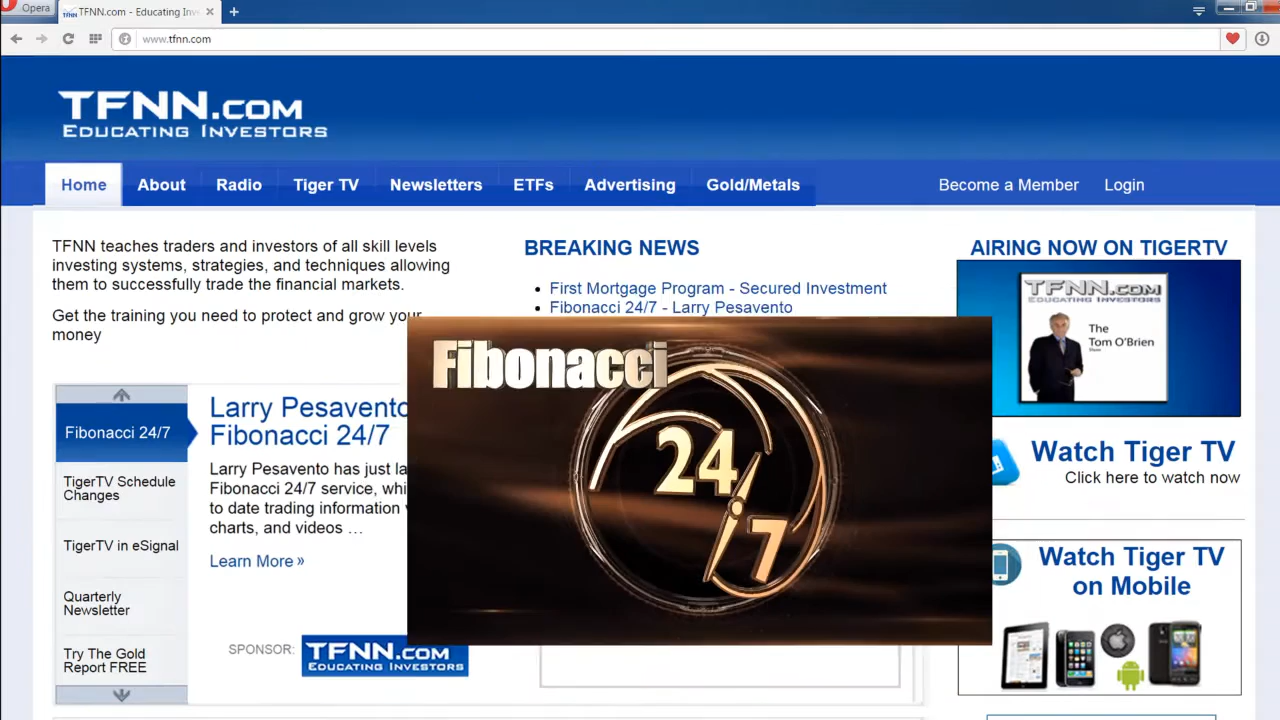 Opera
TFNN.com - Educating Inv
www.tfnn.com
TFNN.COM
EDUCATING INVESTORS
Home
About
Radio
Tiger TV
Newsletters
ETFs
Advertising
Gold/Metals
Become a Member
Login
TFNN teaches traders and investors of all skill levels
investing systems, strategies, and techniques allowing
them to successfully trade the financial markets.
Get the training you need to protect and grow your
money
BREAKING NEWS
First Mortgage Program - Secured Investment
Fibonacci 24/7 - Larry Pesavento
AIRING NOW ON TIGERTV
TFNN.COM
EDUCATING INVESTORS
The
Tom O'Brien
Show
Fibonacci
24
7
Fibonacci 24/7
TigerTV Schedule
Changes
TigerTV in eSignal
Quarterly
Newsletter
Try The Gold
Report FREE
Larry Pesavento
Fibonacci 24/7
Larry Pesavento has just la
Fibonacci 24/7 service, whi
to date trading information
charts, and videos ...
Learn More »
SPONSOR:
TFNN.COM
EDUCATING INVESTORS
Watch Tiger TV
Click here to watch now
Watch Tiger TV
on Mobile